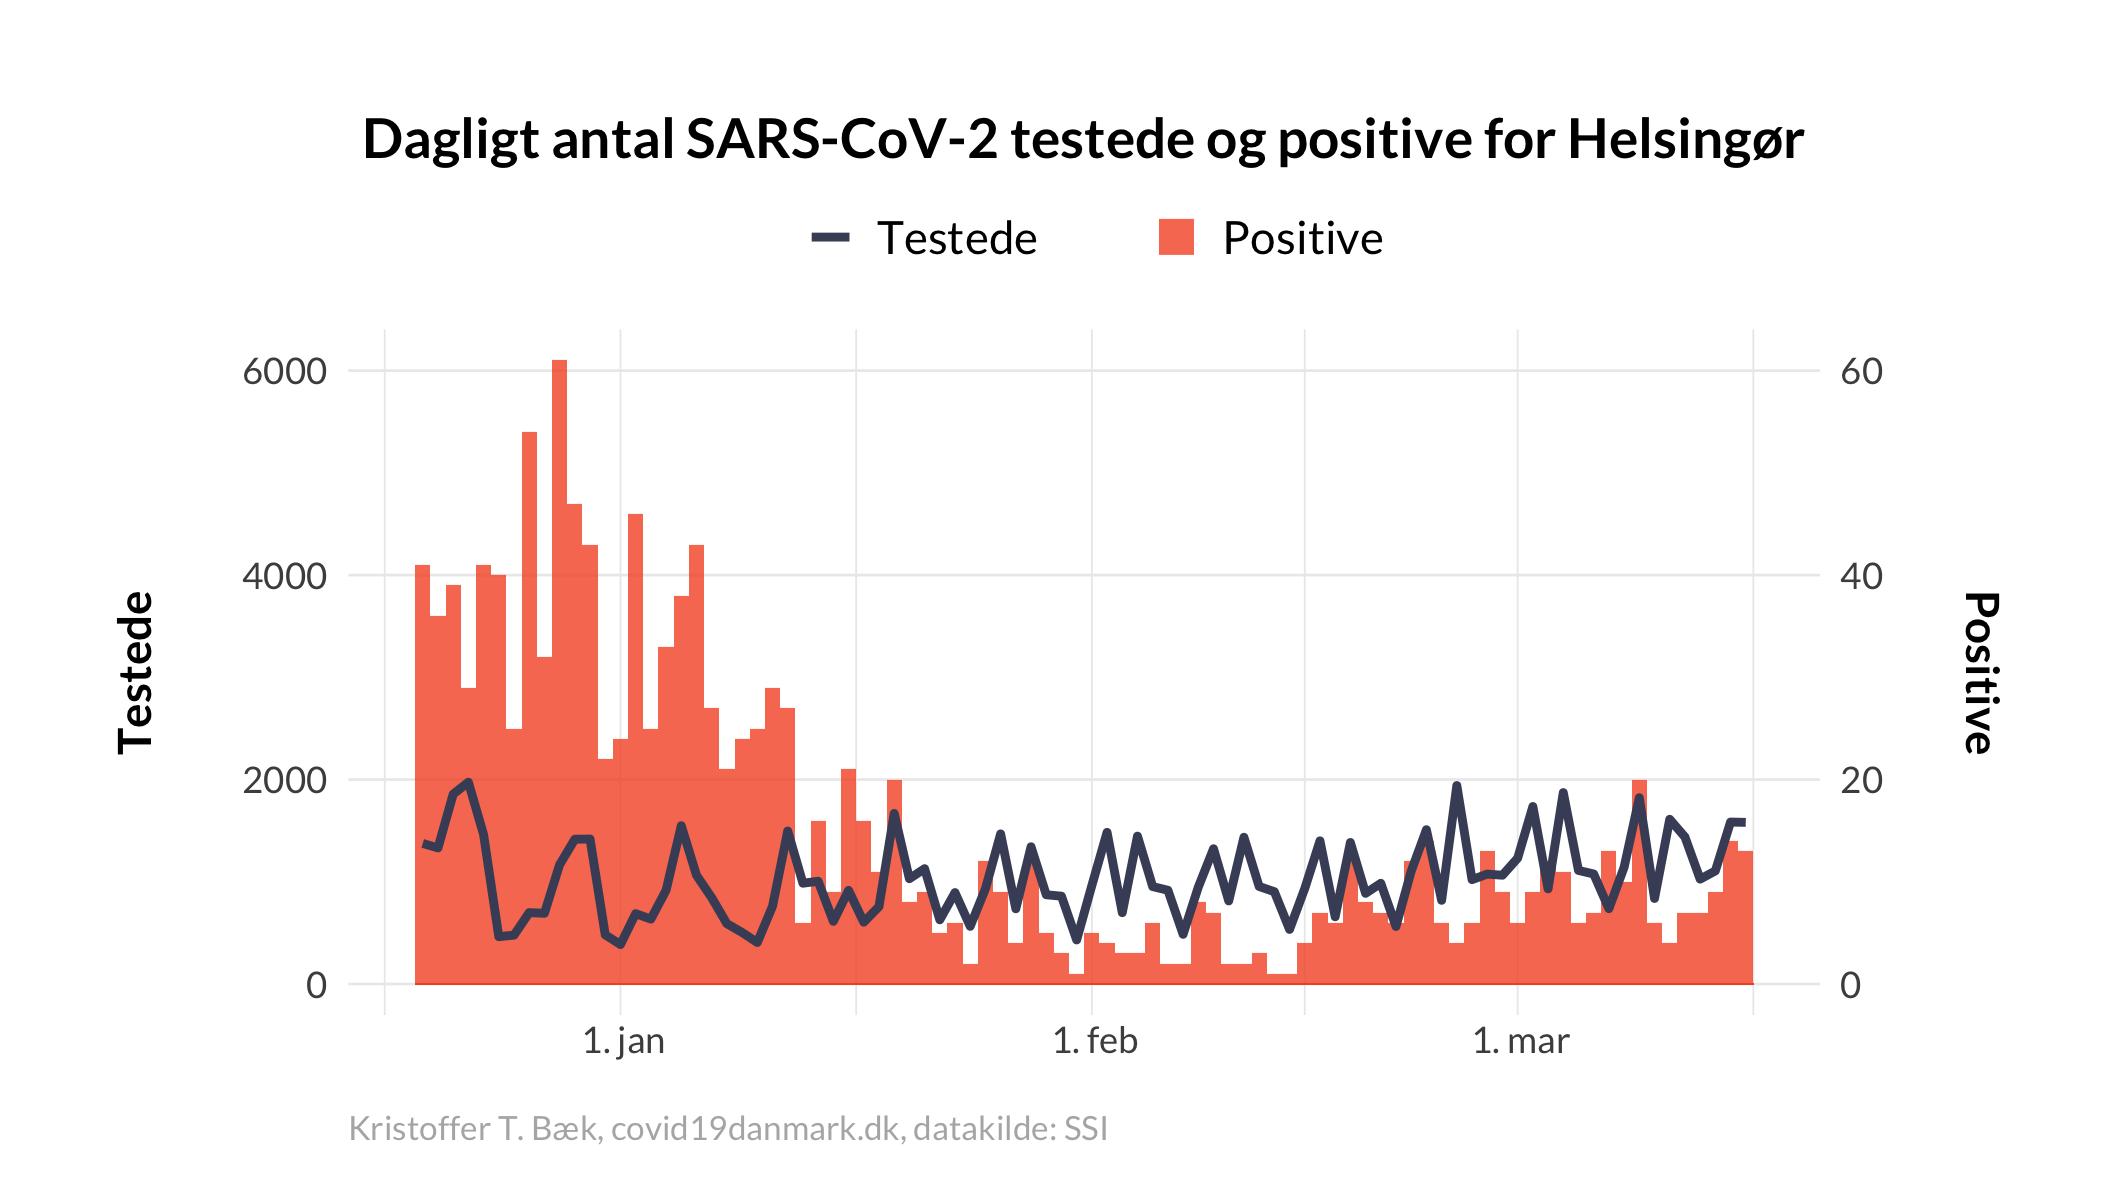 Dagligt antal SARS-CoV-2 testede og positive for Helsingør
Testede
Positive
6000
4000
2000
0
Testede
60
40
20
0
Positive
1. jan
1. feb
1. mar
Kristoffer T. Bæk, covid19danmark.dk, datakilde: SSI